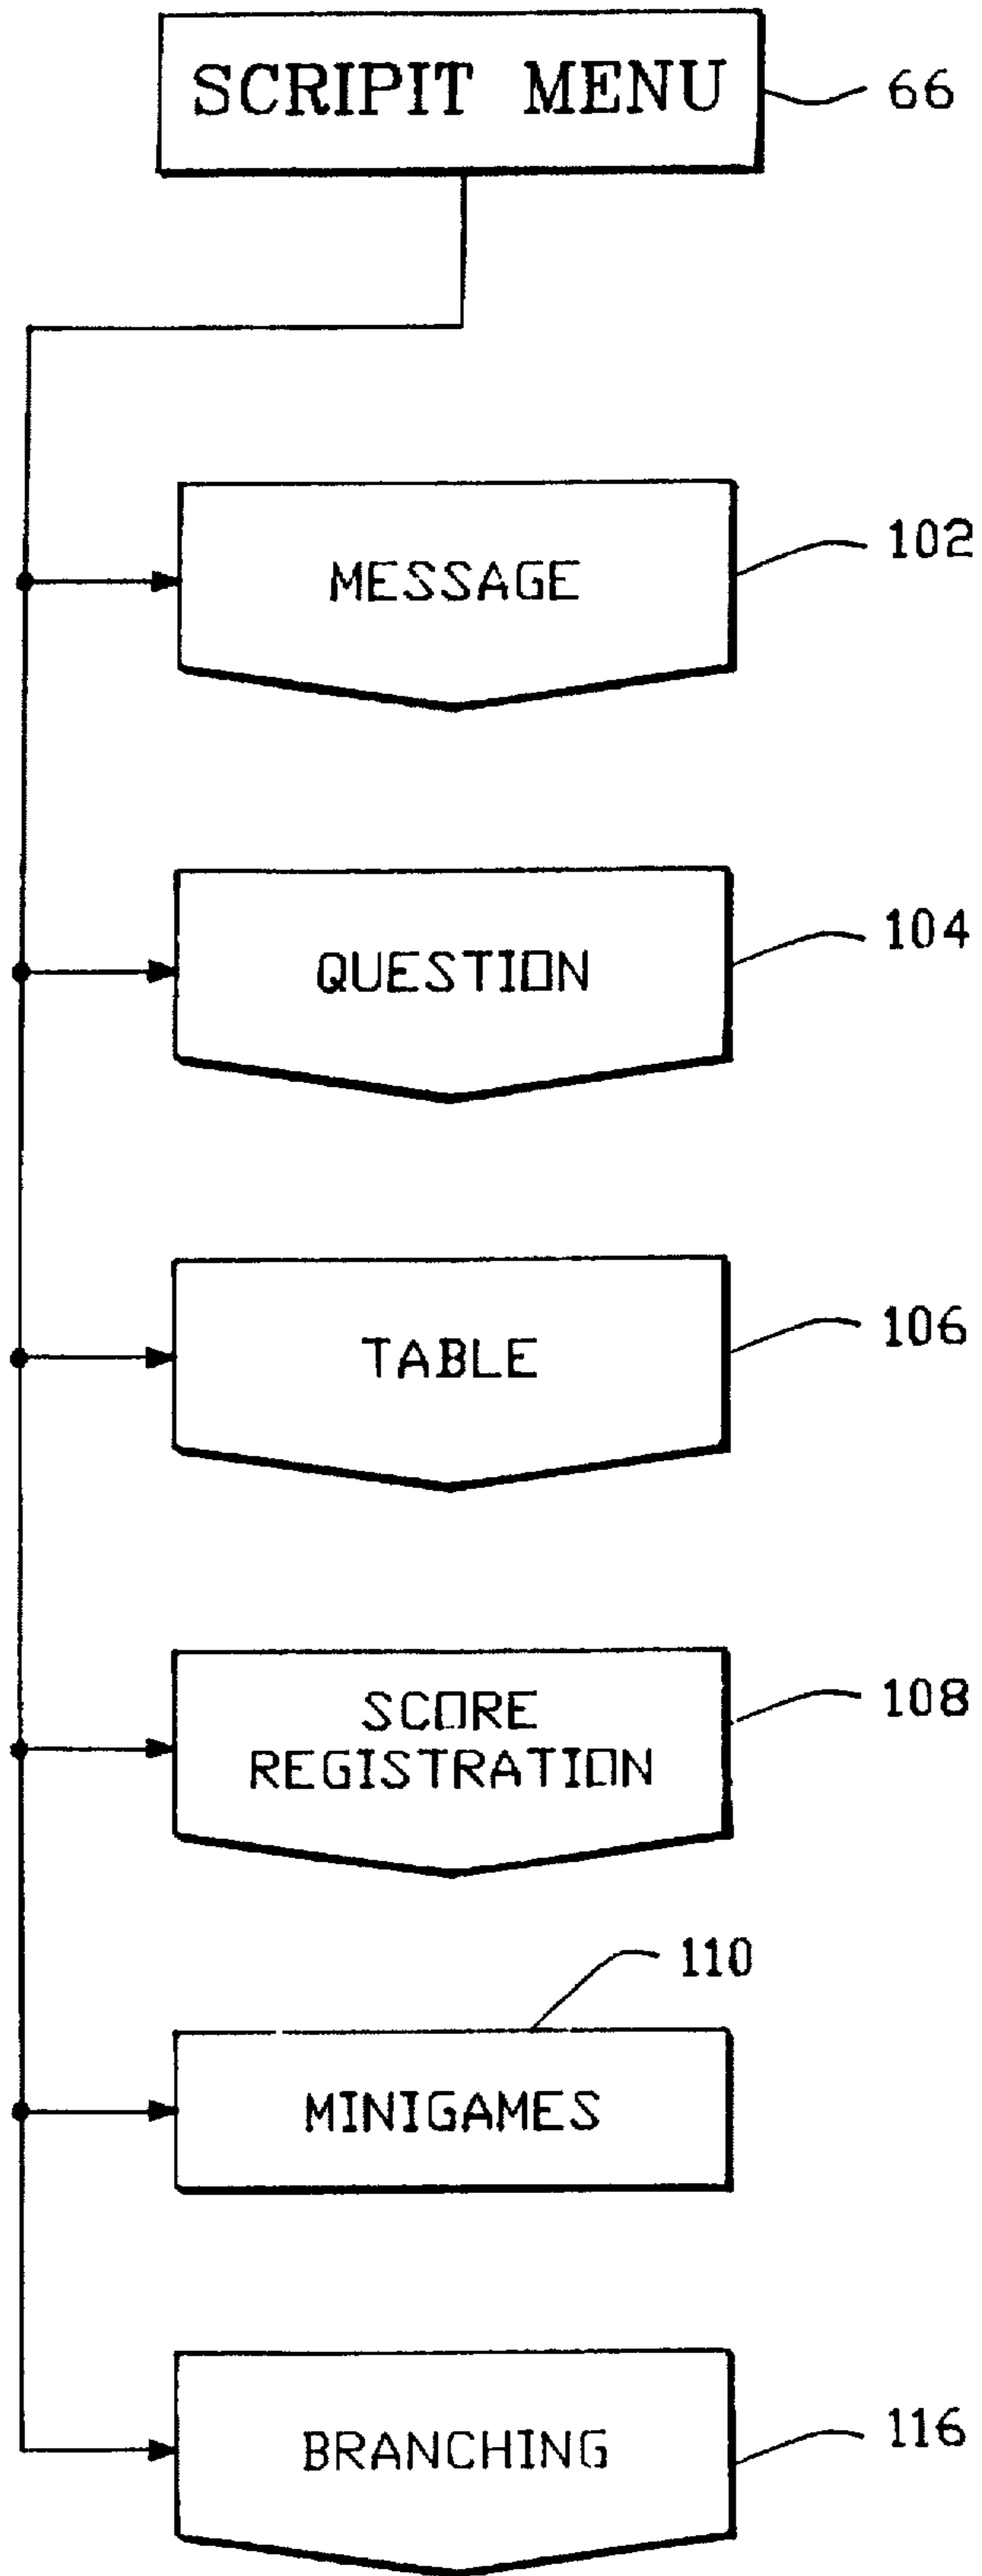 SCRIPIT MENU
66
MESSAGE
102
QUESTION
104
TABLE
106
SCORE
REGISTRATION
108
110
MINIGAMES
BRANCHING
116